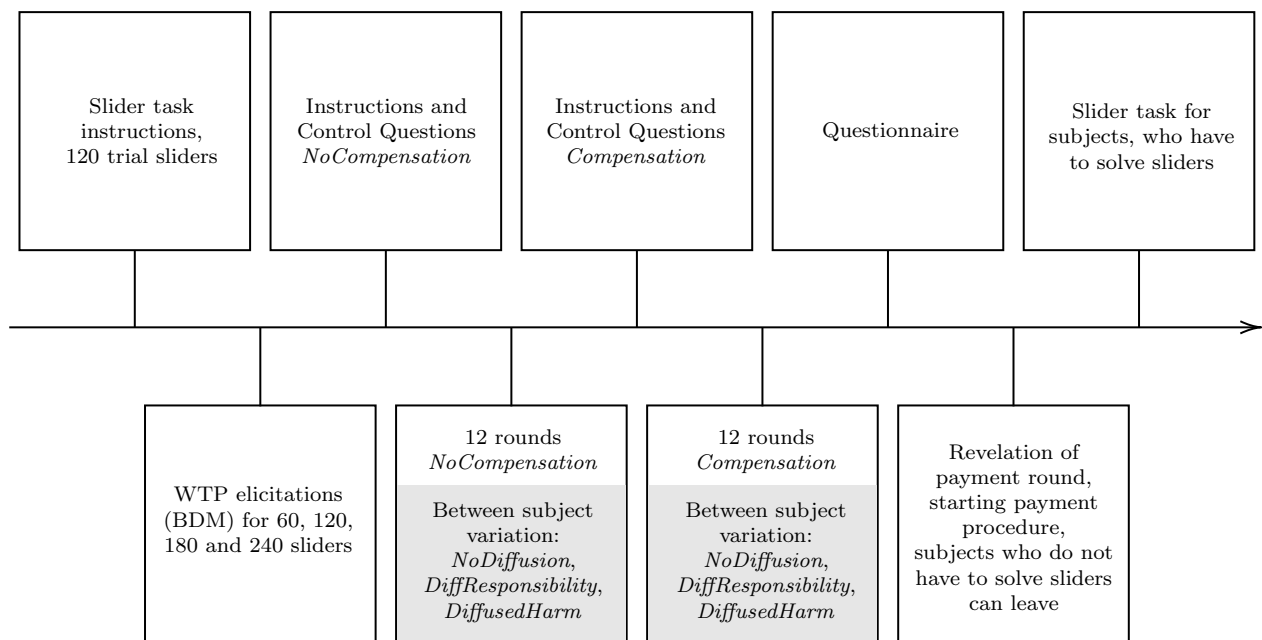 Slider task
instructions,
120 trial sliders
Instructions and
Control Questions
NoCompensation
Instructions and
Control Questions
Compensation
Questionnaire
Slider task for
subjects, who have
to solve sliders
WTP elicitations
(BDM) for 60, 120,
180 and 240 sliders
12 rounds
NoCompensation
Between subject
variation:
NoDiffusion,
DiffResponsibility,
DiffusedHarm
12 rounds
Compensation
Between subject
variation:
NoDiffusion,
DiffResponsibility,
DiffusedHarm
Revelation of
payment round,
starting payment
procedure,
subjects who do not
have to solve sliders
can leave